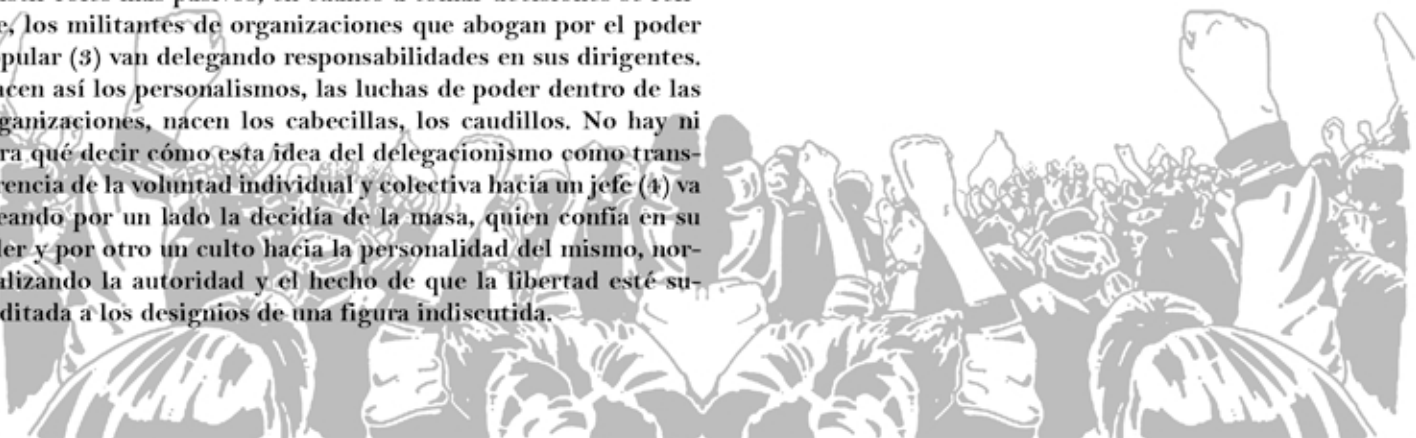 e, los militantes de organizaciones que abogan por el poder
pular (3) van delegando responsabilidades en sus dirigentes.
acen así los personalismos, las luchas de poder dentro de las
ganizaciones, nacen los cabecillas, los caudillos. No hay ni
ra qué decir cómo esta idea del delegacionismo como trans-
rencia de la voluntad individual y colectiva hacia un jefe (4) va
eando por un lado la decidía de la masa, quien confía en su
der y por otro un culto hacia la personalidad del mismo, nor-
alizando la autoridad y el hecho de que la libertad esté su-
ditada a los designios de una figura indiscutida.